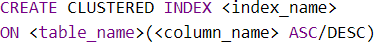 CREATE CLUSTERED INDEX <index_name>
ON <table_name>(<column_name> ASC/DESC)